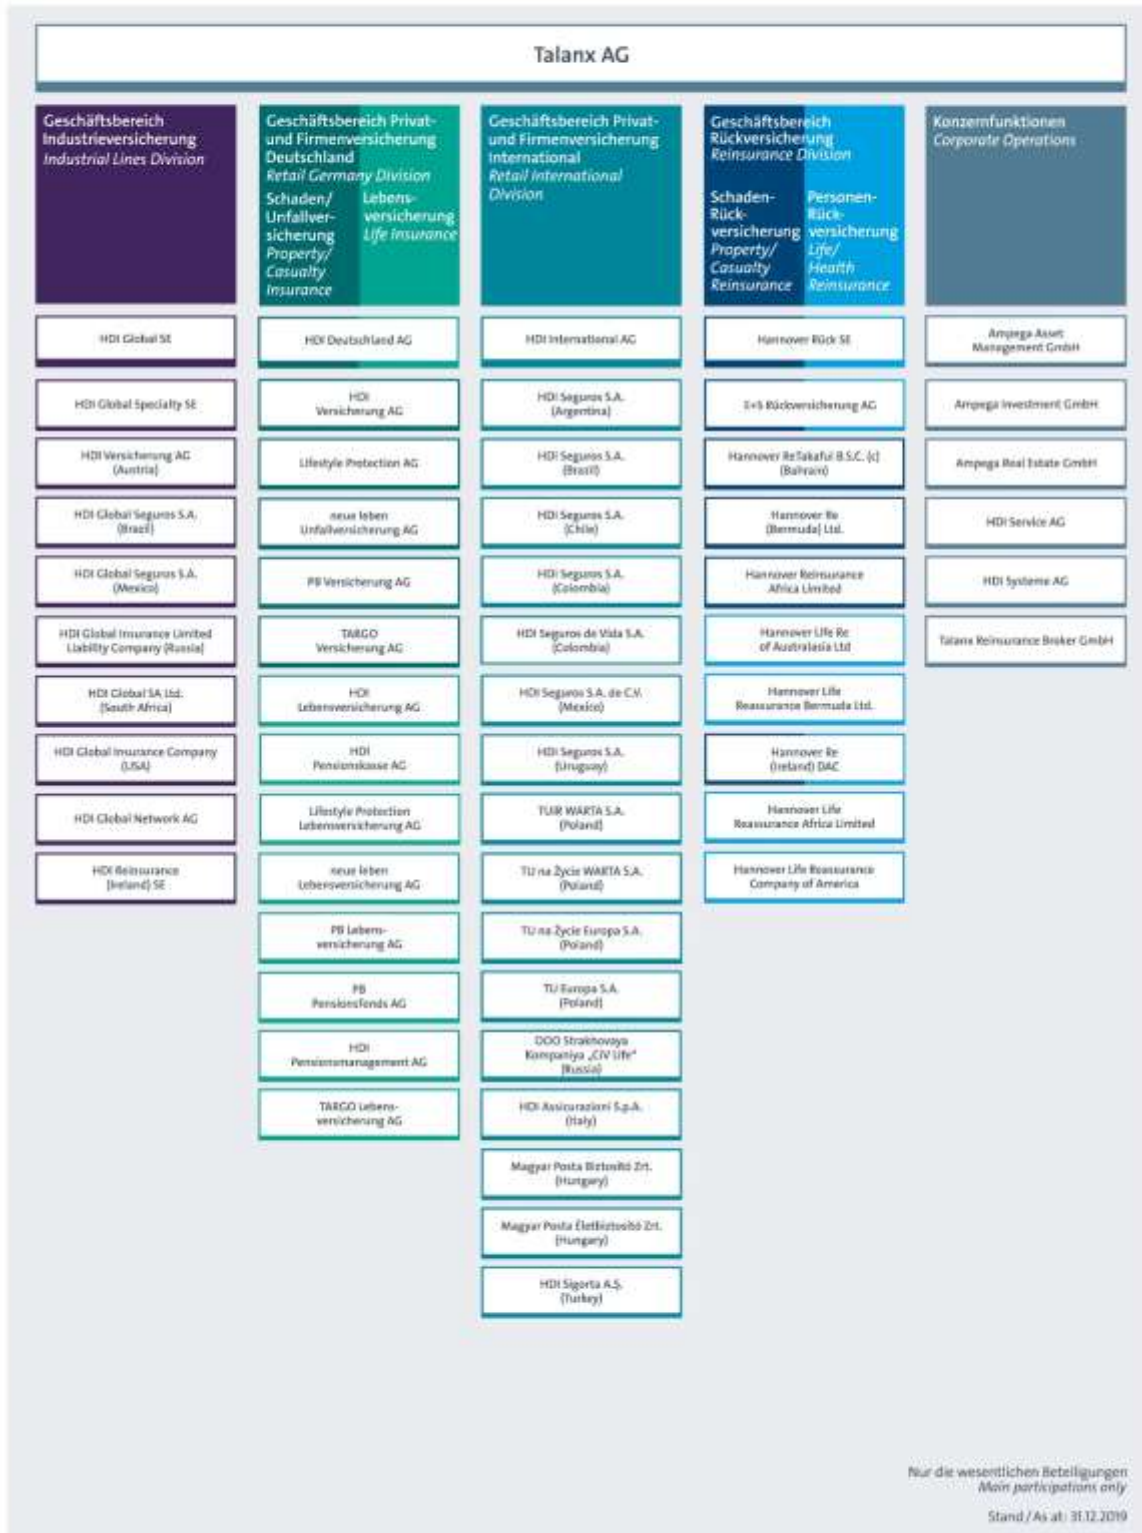 Talanx AG
Geschäftsbereich
Industrieversicherung
Industrial Lines Division
Geschäftsbereich Privat-
und Firmenversicherung
Deutschland
Retail Germany Division
Schaden/
Unfallver-
sicherung
Property/
Casualty
Insurance
Lebens-
versicherung
Life Insurance
Geschäftsbereich Privat-
und Firmenversicherung
International
Retail International
Division
Geschäftsbereich
Rückversicherung
Reinsurance Division
Schaden-
Rück-
versicherung
Property/
Casualty
Reinsurance
Personen-
Rück-
versicherung
Life/
Health
Reinsurance
Konzernfunktionen
Corporate Operations
HDI Global SE
HDI Global Specialty SE
HDI Versicherung AG
(Austria)
HDI Global Seguros S.A.
(Brazil)
HDI Global Seguros S.A.
(Mexico)
HDI Global Insurance Limited
Liability Company (Russia)
HDI Global SA Ltd.
(South Africa)
HDI Global Insurance Company
(USA)
HDI Global Network AG
HDI Reinsurance
(Ireland) SE
HDI Deutschland AG
HDI
Versicherung AG
Lifestyle Protection AG
neue leben
Unfallversicherung AG
PB Versicherung AG
TARGO
Versicherung AG
HDI
Lebensversicherung AG
HDI
Pensionskasse AG
Lifestyle Protection
Lebensversicherung AG
neue leben
Lebensversicherung AG
PB Lebens-
versicherung AG
PB
Pensionsfonds AG
HDI
Pensionsmanagement AG
TARGO Lebens-
versicherung AG
HDI International AG
HDI Seguros S.A.
(Argentina)
HDI Seguros S.A.
(Brazil)
HDI Seguros S.A.
(Chile)
HDI Seguros S.A.
(Colombia)
HDI Seguros de Vida S.A.
(Colombia)
HDI Seguros S.A. de C.V.
(Mexico)
HDI Seguros S.A.
(Uruguay)
TUIR WARTA S.A.
(Poland)
TU na Życie WARTA S.A.
(Poland)
TU na Życie Europa S.A.
(Poland)
TU Europa S.A.
(Poland)
OOO Strakhovaya
Kompaniya „CiV Life“
(Russia)
HDI Assicurazioni S.p.A.
(Italy)
Magyar Posta Biztosító Zrt.
(Hungary)
Magyar Posta Életbiztosító Zrt.
(Hungary)
HDI Sigorta A.Ş.
(Turkey)
Hannover Rück SE
E+S Rückversicherung AG
Hannover ReTakaful B.S.C. (c)
(Bahrain)
Hannover Re
(Bermuda) Ltd.
Hannover Reinsurance
Africa Limited
Hannover Life Re
of Australasia Ltd
Hannover Life
Reassurance Bermuda Ltd.
Hannover Re
(Ireland) DAC
Hannover Life
Reassurance Africa Limited
Hannover Life Reassurance
Company of America
Ampega Asset
Management GmbH
Ampega Investment GmbH
Ampega Real Estate GmbH
HDI Service AG
HDI Systeme AG
Talanx Reinsurance Broker GmbH
Nur die wesentlichen Beteiligungen
Main participations only
Stand / As at: 31.12.2019